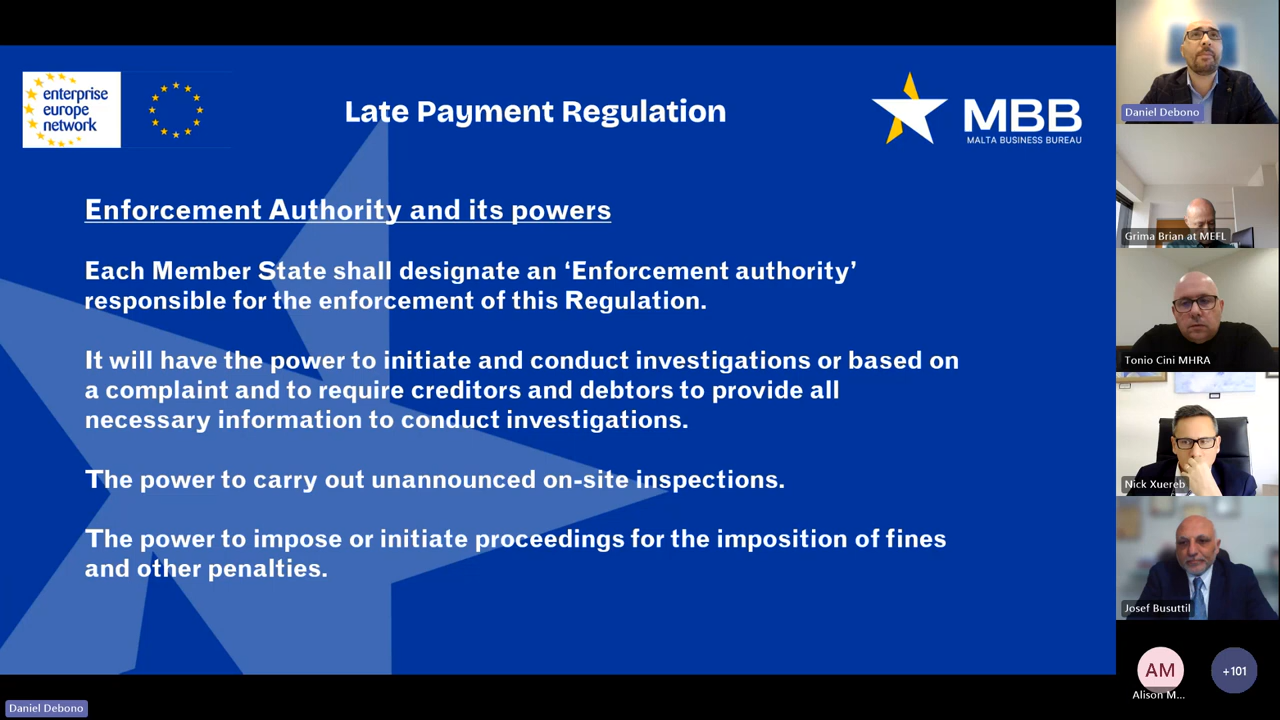 enterprise
europe
network
Late Payment Regulation
MBB
MALTA BUSINESS BUREAU
Enforcement Authority and its powers
Each Member State shall designate an ‘Enforcement authority’
responsible for the enforcement of this Regulation.
It will have the power to initiate and conduct investigations or based on
a complaint and to require creditors and debtors to provide all
necessary information to conduct investigations.
The power to carry out unannounced on-site inspections.
The power to impose or initiate proceedings for the imposition of fines
and other penalties.
Daniel Debono
Daniel Debono
Grima Brian at MEFL
Tonio Cini MHRA
Nick Xuereb
Josef Busuttil
AM
Alison M...
+101